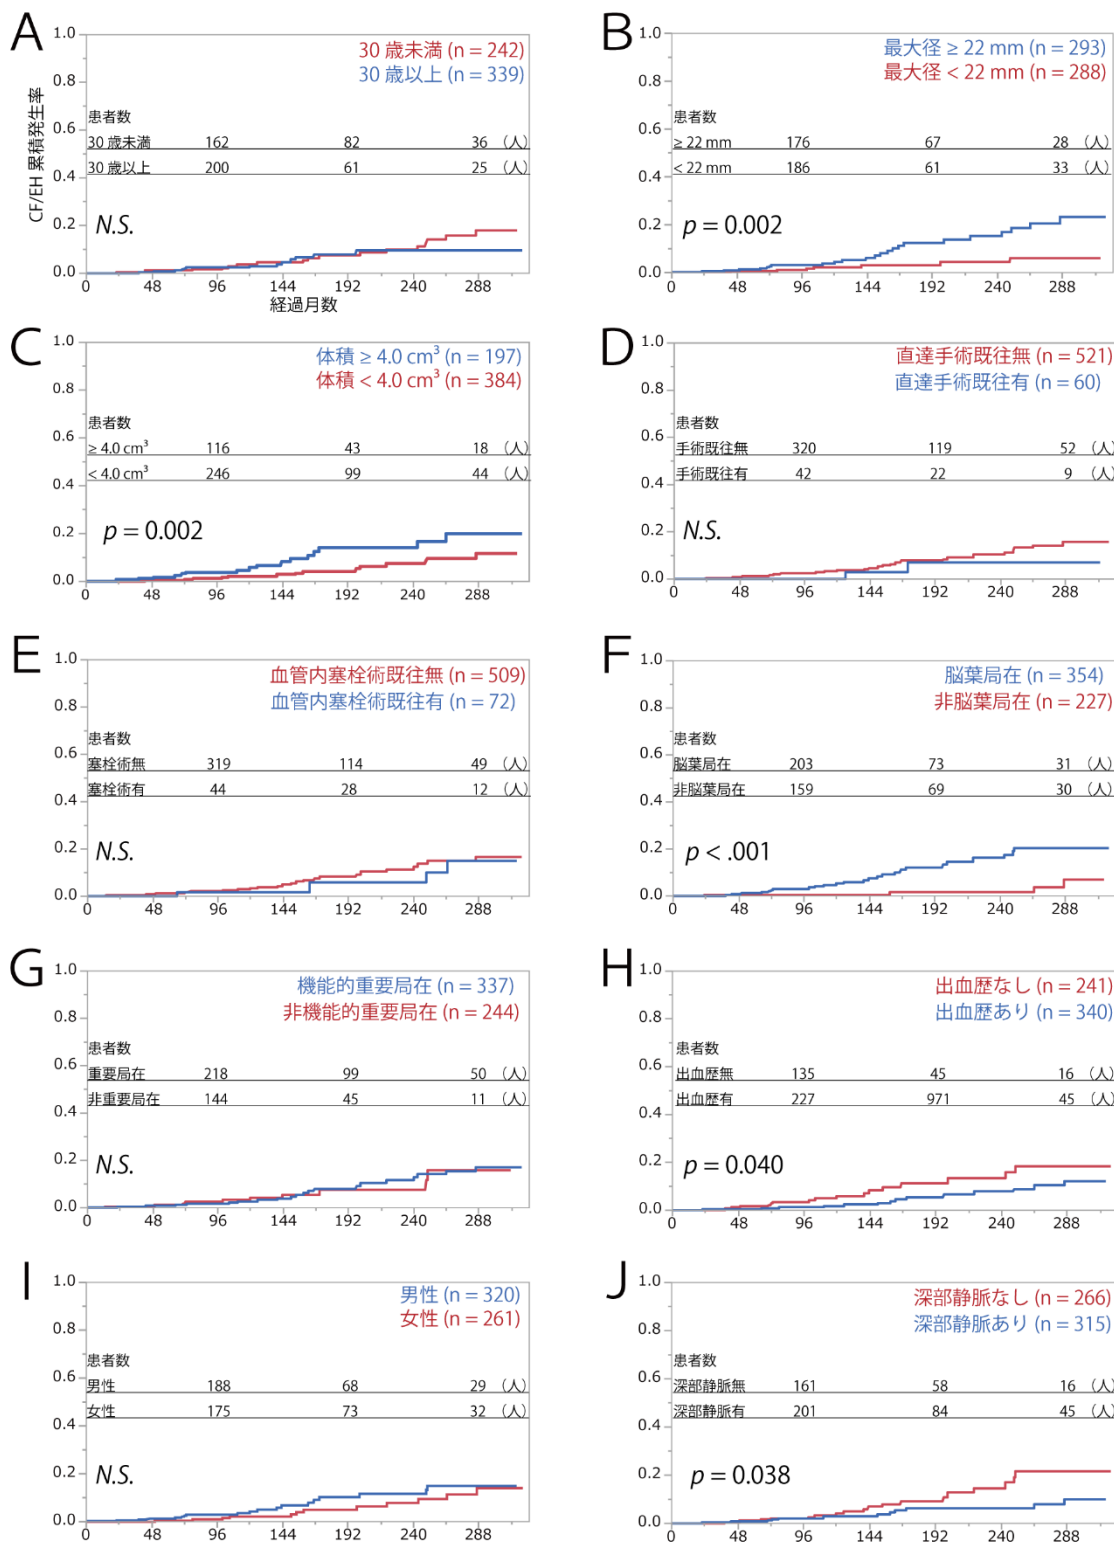 A
CF/EH 累積発生率
1.0
0.8
0.6
0.4
0.2
0.0
30 歳未満 (n = 242)
30 歳以上 (n = 339)
患者数
30 歳未満 162 82 36 (人)
30 歳以上 200 61 25 (人)
N.S.
0 48 96 144 192 240 288
経過月数
B
1.0
0.8
0.6
0.4
0.2
0.0
最大径 ≥ 22 mm (n = 293)
最大径 < 22 mm (n = 288)
患者数
≥ 22 mm 176 67 28 (人)
< 22 mm 186 61 33 (人)
p = 0.002
0 48 96 144 192 240 288
C
1.0
0.8
0.6
0.4
0.2
0.0
体積 ≥ 4.0 cm³ (n = 197)
体積 < 4.0 cm³ (n = 384)
患者数
≥ 4.0 cm³ 116 43 18 (人)
< 4.0 cm³ 246 99 44 (人)
p = 0.002
0 48 96 144 192 240 288
D
1.0
0.8
0.6
0.4
0.2
0.0
直達手術既往無 (n = 521)
直達手術既往有 (n = 60)
患者数
手術既往無 320 119 52 (人)
手術既往有 42 22 9 (人)
N.S.
0 48 96 144 192 240 288
E
1.0
0.8
0.6
0.4
0.2
0.0
血管内塞栓術既往無 (n = 509)
血管内塞栓術既往有 (n = 72)
患者数
塞栓術無 319 114 49 (人)
塞栓術有 44 28 12 (人)
N.S.
0 48 96 144 192 240 288
F
1.0
0.8
0.6
0.4
0.2
0.0
脳葉局在 (n = 354)
非脳葉局在 (n = 227)
患者数
脳葉局在 203 73 31 (人)
非脳葉局在 159 69 30 (人)
p < .001
0 48 96 144 192 240 288
G
1.0
0.8
0.6
0.4
0.2
0.0
機能的重要局在 (n = 337)
非機能的重要局在 (n = 244)
患者数
重要局在 218 99 50 (人)
非重要局在 144 45 11 (人)
N.S.
0 48 96 144 192 240 288
H
1.0
0.8
0.6
0.4
0.2
0.0
出血歴なし (n = 241)
出血歴あり (n = 340)
患者数
出血歴無 135 45 16 (人)
出血歴有 227 971 45 (人)
p = 0.040
0 48 96 144 192 240 288
I
1.0
0.8
0.6
0.4
0.2
0.0
男性 (n = 320)
女性 (n = 261)
患者数
男性 188 68 29 (人)
女性 175 73 32 (人)
N.S.
0 48 96 144 192 240 288
J
1.0
0.8
0.6
0.4
0.2
0.0
深部静脈なし (n = 266)
深部静脈あり (n = 315)
患者数
深部静脈無 161 58 16 (人)
深部静脈有 201 84 45 (人)
p = 0.038
0 48 96 144 192 240 288